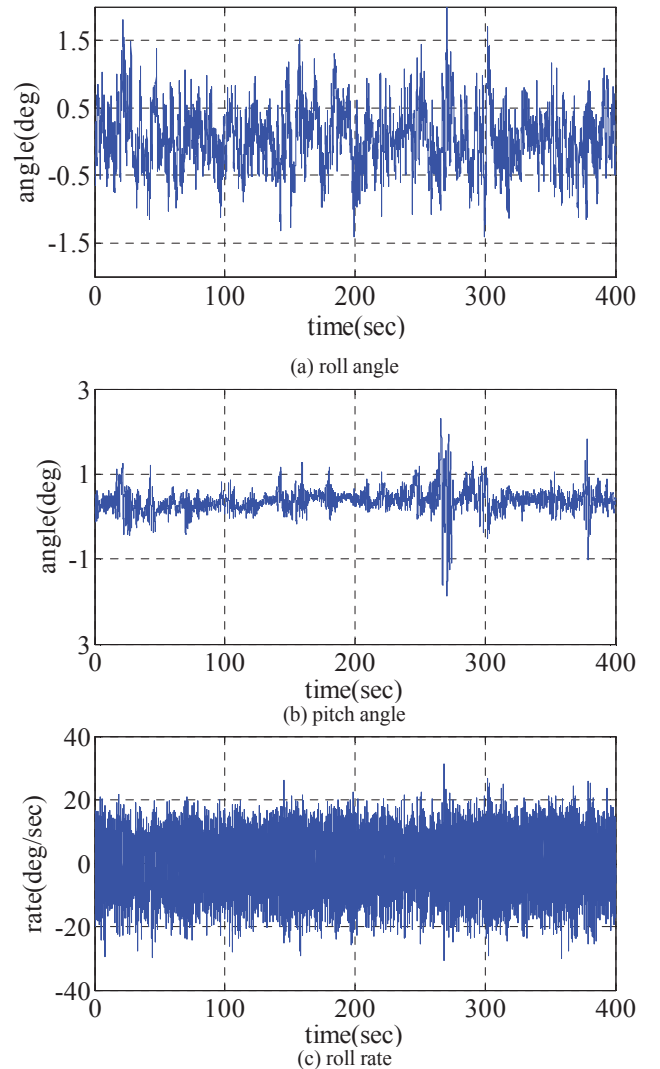 1.5
0.5
-0.5
-1.5
angle(deg)
0 100 200 300 400
time(sec)
(a) roll angle
3
1
-1
3
angle(deg)
0 100 200 300 400
time(sec)
(b) pitch angle
40
20
0
-20
-40
rate(deg/sec)
0 100 200 300 400
time(sec)
(c) roll rate